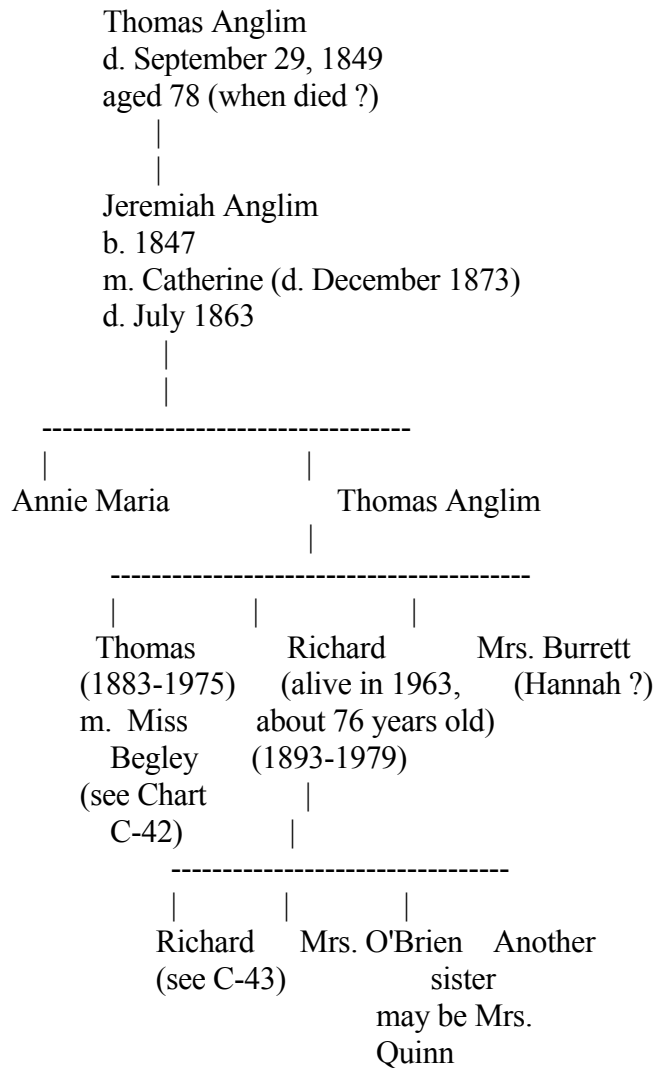 Thomas Anglim
d. September 29, 1849
aged 78 (when died ?)
|
|
Jeremiah Anglim
b. 1847
m. Catherine (d. December 1873)
d. July 1863
|
|
------------------------------------
| |
Annie Maria Thomas Anglim
|
-----------------------------------------
| | |
Thomas Richard Mrs. Burrett
(1883-1975) (alive in 1963, (Hannah ?)
m. Miss about 76 years old)
Begley (1893-1979)
(see Chart |
C-42) |
---------------------------------
| | |
Richard Mrs. O'Brien Another
(see C-43) sister
may be Mrs.
Quinn